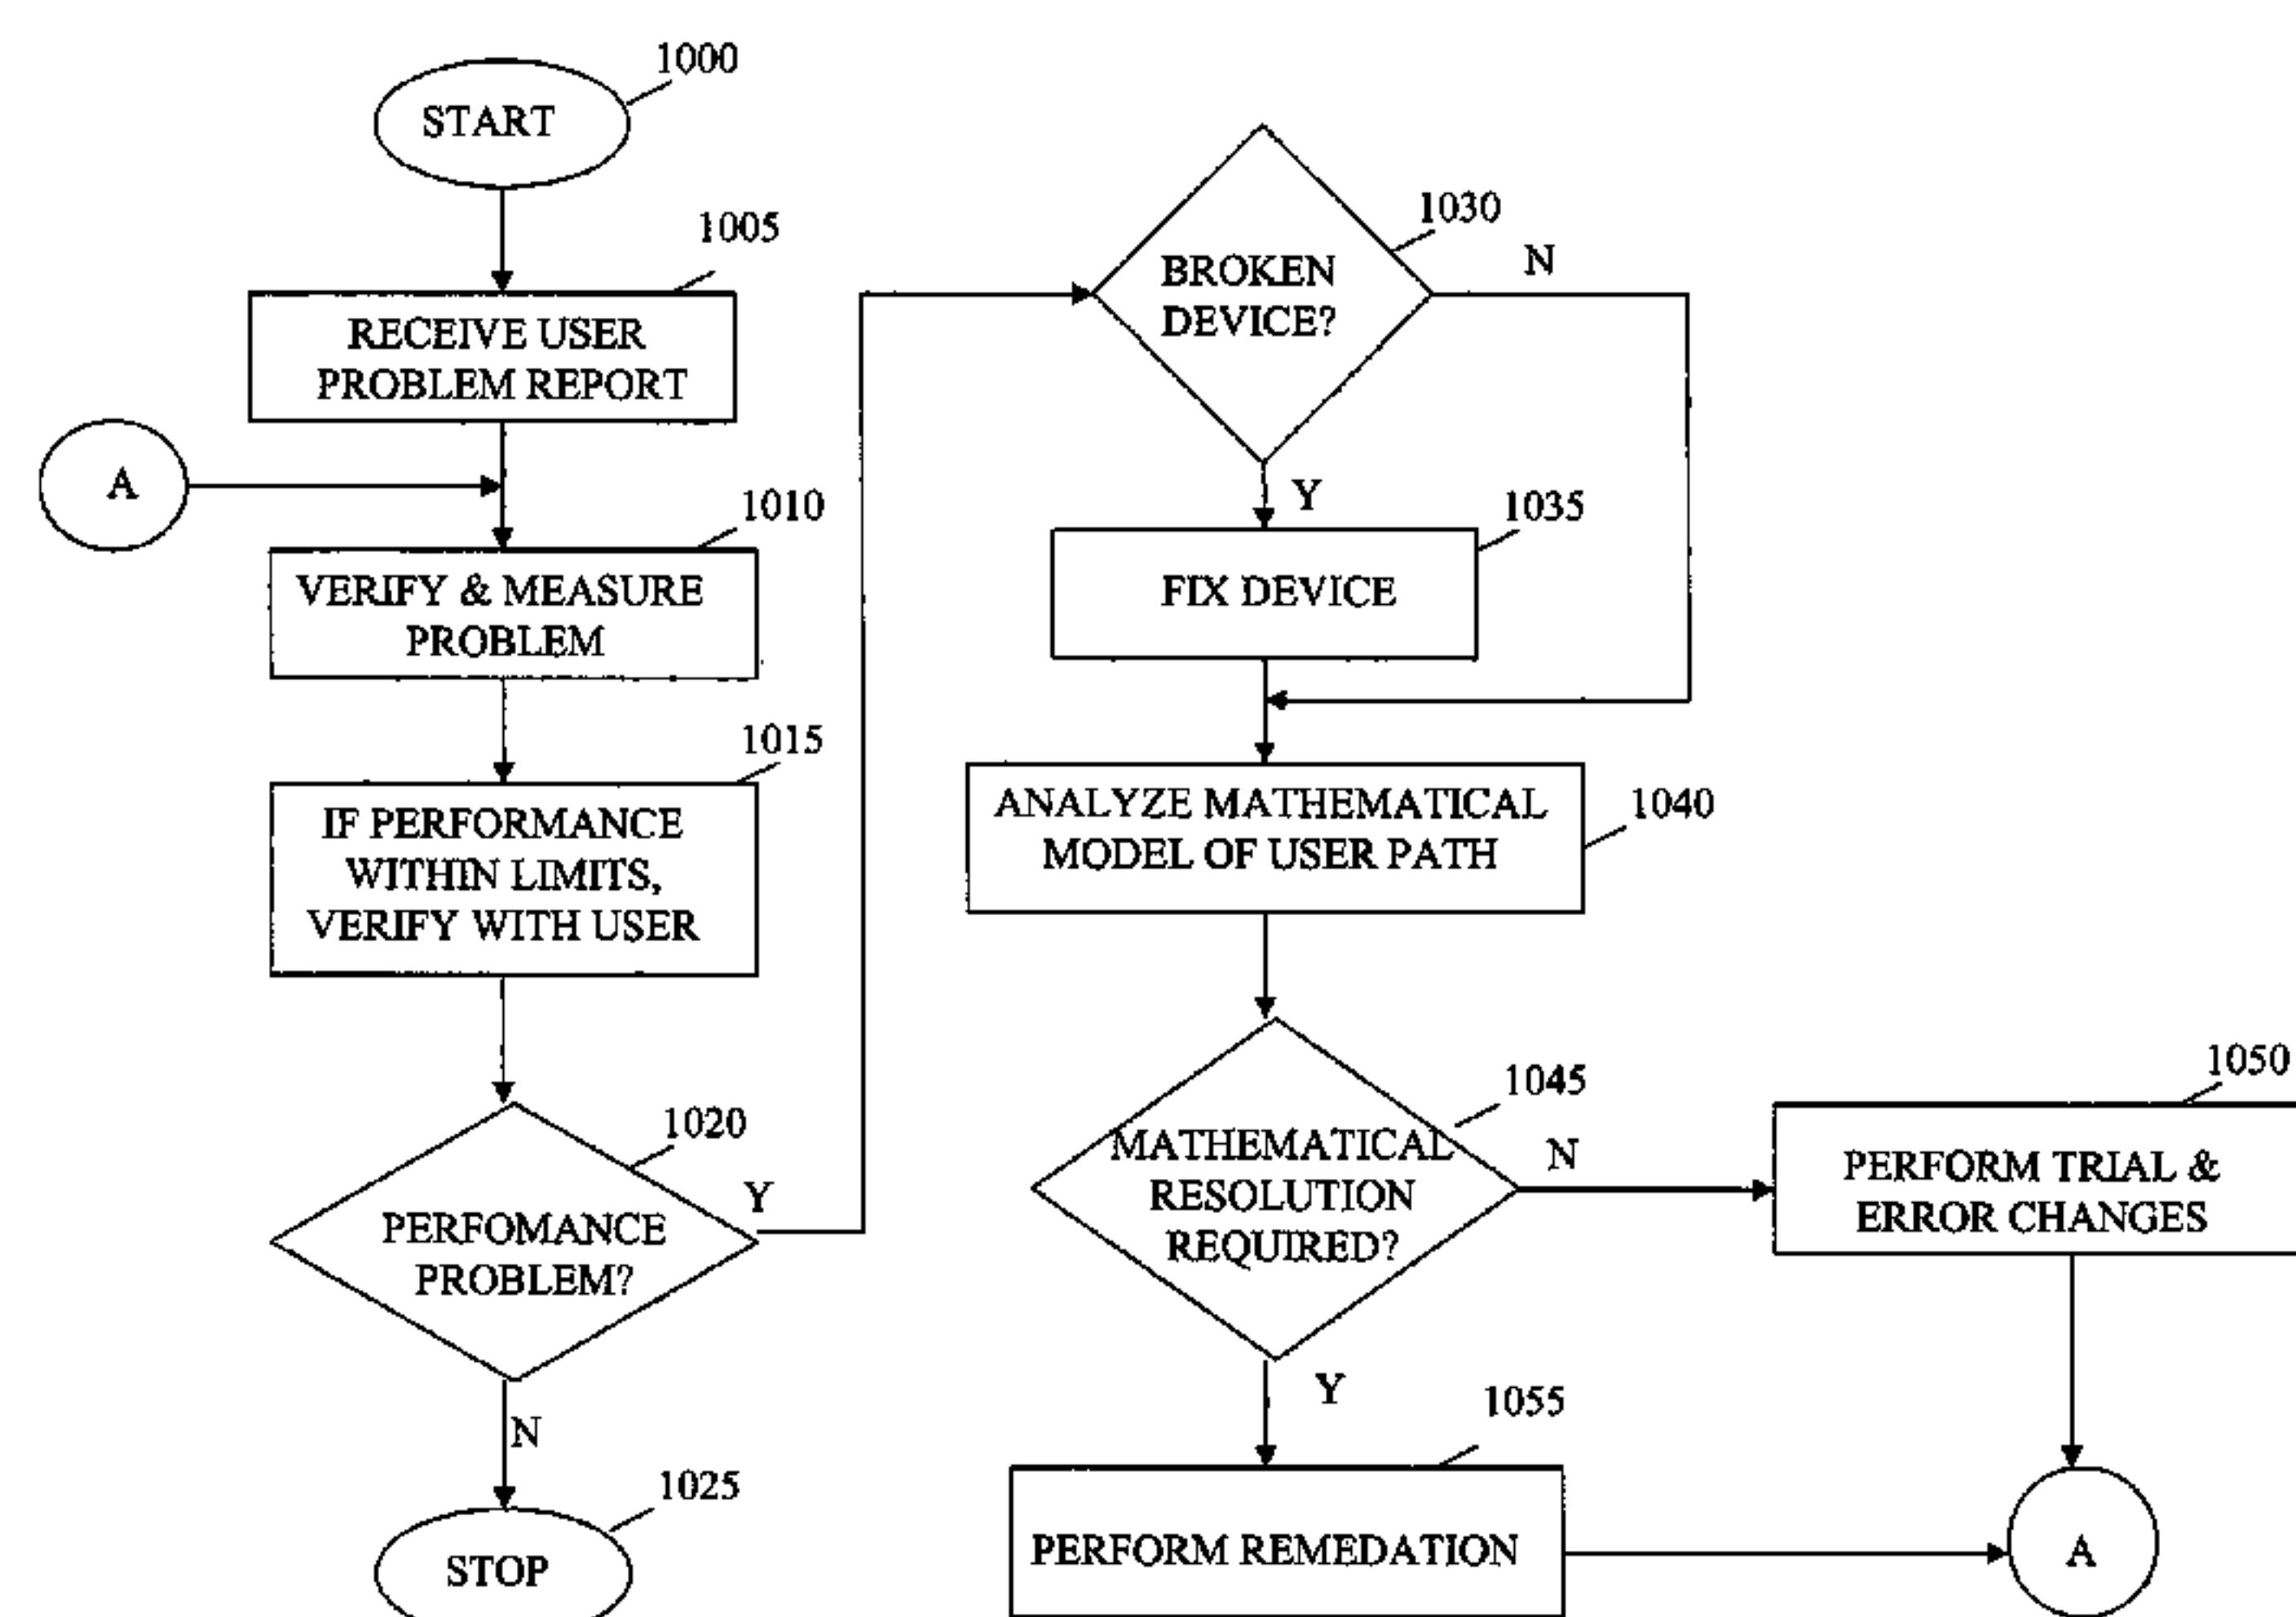 1000
START
1005
RECEIVE USER
PROBLEM REPORT
A
1010
VERIFY & MEASURE
PROBLEM
1015
IF PERFORMANCE
WITHIN LIMITS,
VERIFY WITH USER
1020
PERFOMANCE
PROBLEM?
Y
N
1025
STOP
1030
BROKEN
DEVICE?
N
Y
1035
FIX DEVICE
ANALYZE MATHEMATICAL
MODEL OF USER PATH
1040
1045
MATHEMATICAL
RESOLUTION
REQUIRED?
N
Y
1050
PERFORM TRIAL &
ERROR CHANGES
1055
PERFORM REMEDATION
A